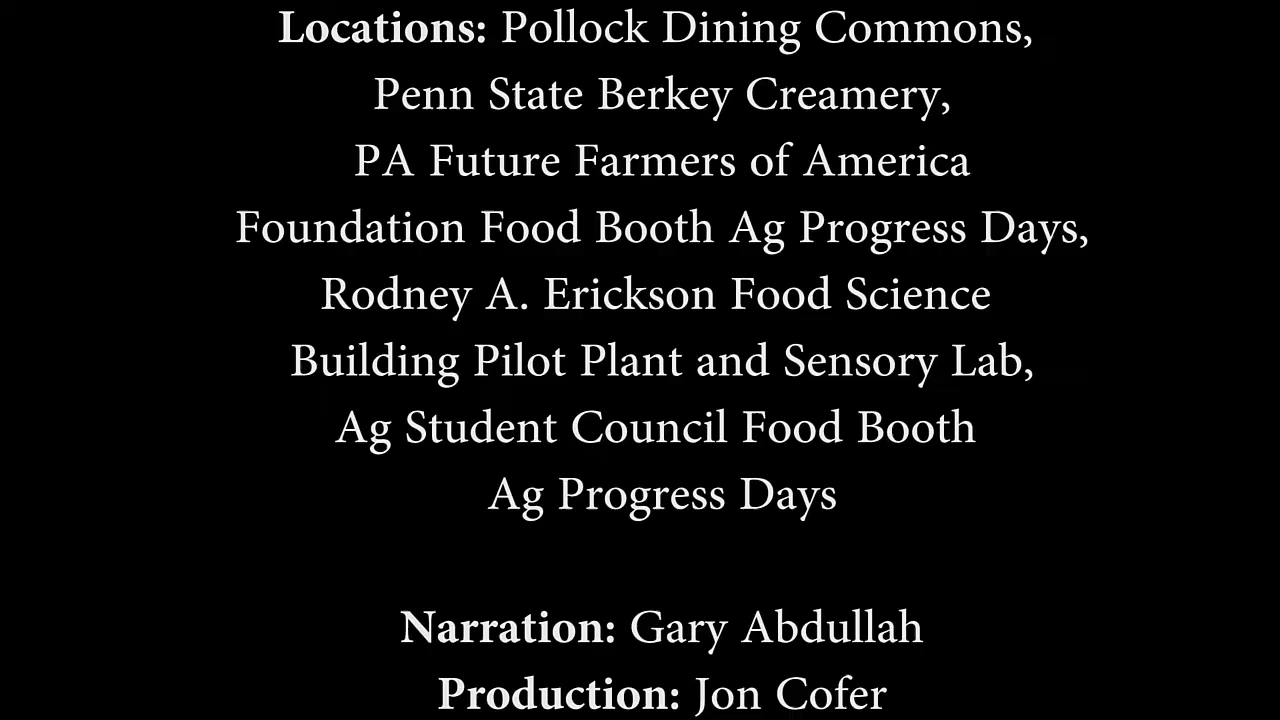 Locations: Pollock Dining Commons,
Penn State Berkey Creamery,
PA Future Farmers of America
Foundation Food Booth Ag Progress Days,
Rodney A. Erickson Food Science
Building Pilot Plant and Sensory Lab,
Ag Student Council Food Booth
Ag Progress Days
Narration: Gary Abdullah
Production: Jon Cofer